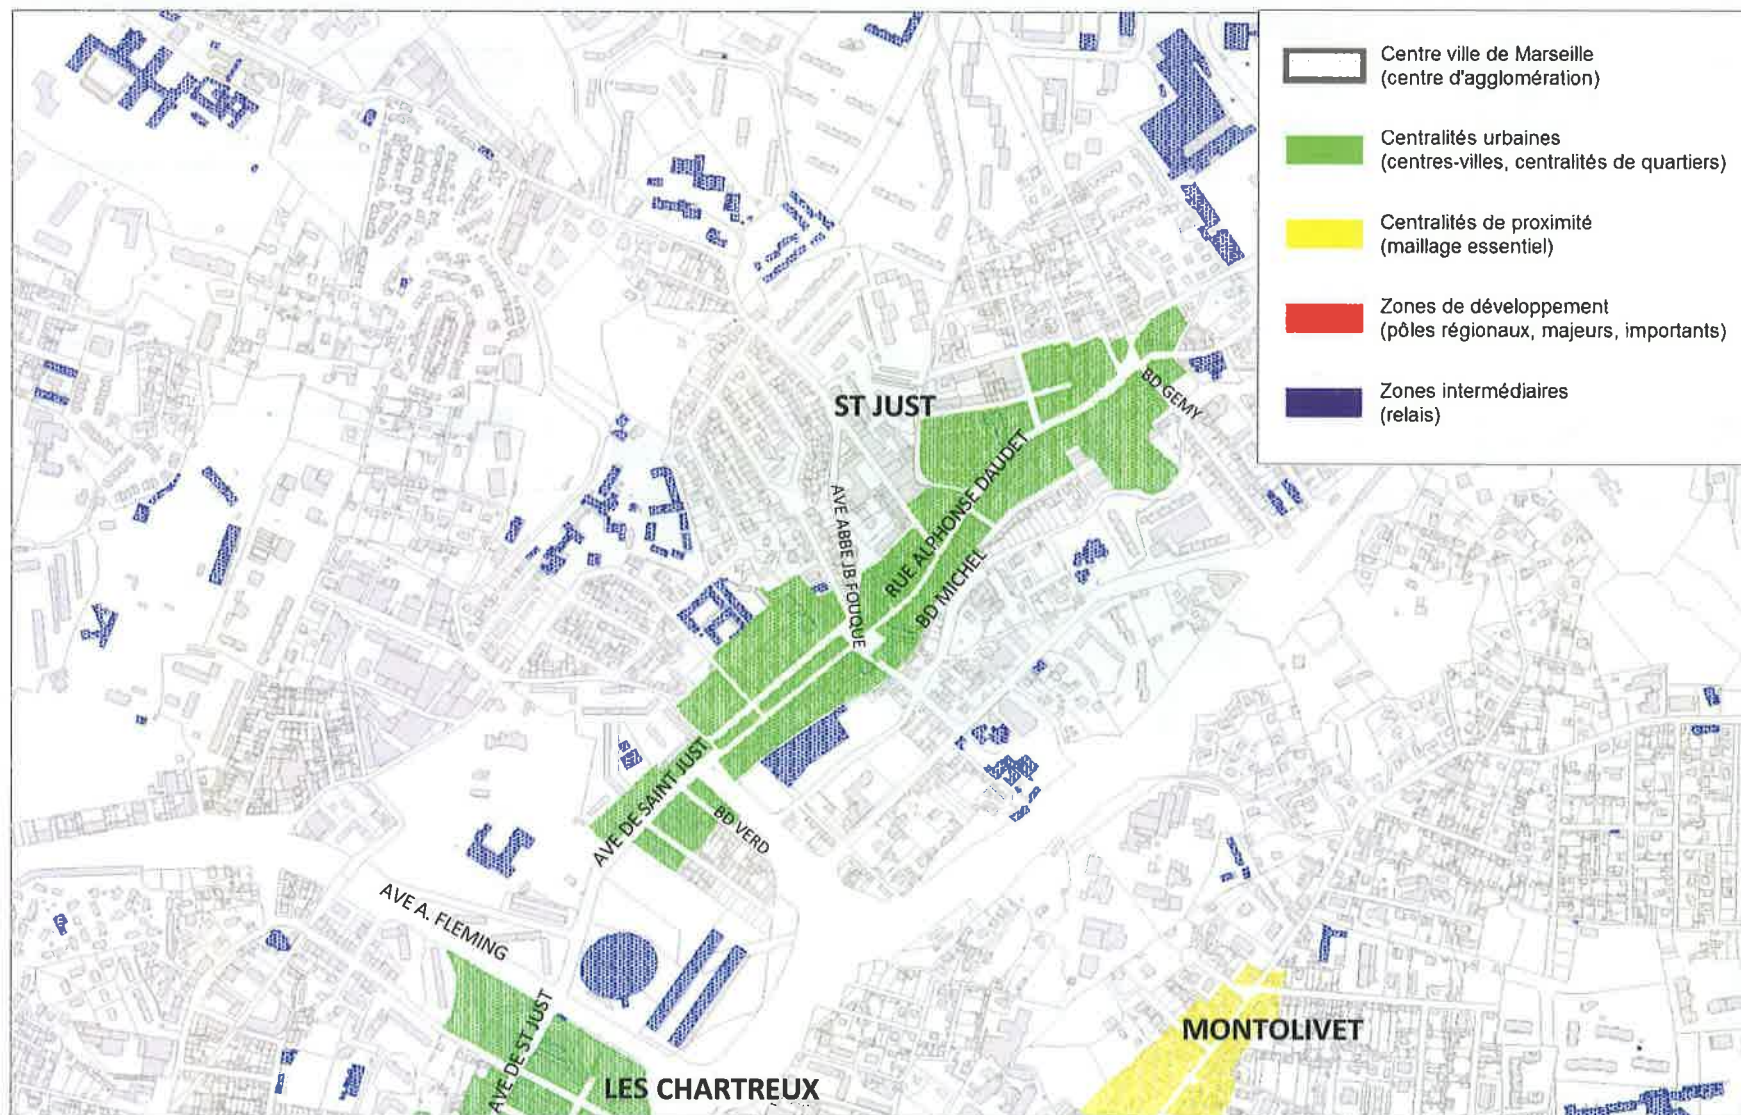 Centre ville de Marseille
(centre d'agglomération)
Centralités urbaines
(centres-villes, centralités de quartiers)
Centralités de proximité
(maillage essentiel)
Zones de développement
(pôles régionaux, majeurs, importants)
Zones intermédiaires
(relais)
ST JUST
BD GEMY
RUE ALPHONSE DAUDET
AVE ABBE JB FOUQUE
BD MICHEL
AVE DE SAINT JUST
BD VERD
AVE A. FLEMING
AVE DE ST JUST
LES CHARTREUX
MONTOLIVET